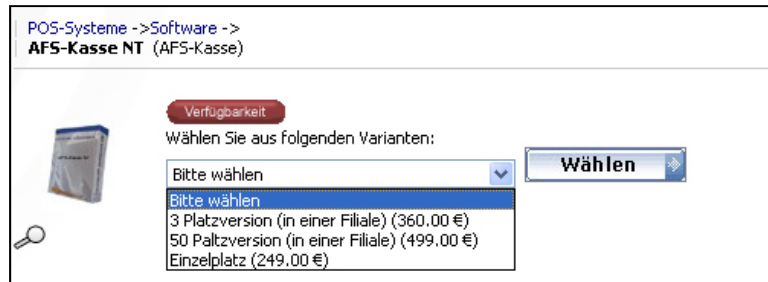 POS-Systeme ->Software ->
AFS-Kasse NT (AFS-Kasse)
Verfügbarkeit
Wählen Sie aus folgenden Varianten:
Bitte wählen
Wählen
Bitte wählen
3 Platzversion (in einer Filiale) (360.00 €)
50 Paltzversion (in einer Filiale) (499.00 €)
Einzelplatz (249.00 €)